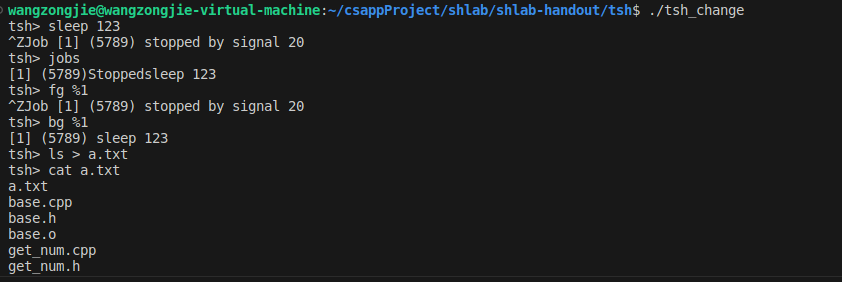 wangzongjie@wangzongjie-virtual-machine:~/csappProject/shlab/shlab-handout/tsh$ ./tsh_change
tsh> sleep 123
^ZJob [1] (5789) stopped by signal 20
tsh> jobs
[1] (5789)Stoppedsleep 123
tsh> fg %1
^ZJob [1] (5789) stopped by signal 20
tsh> bg %1
[1] (5789) sleep 123
tsh> ls > a.txt
tsh> cat a.txt
a.txt
base.cpp
base.h
base.o
get_num.cpp
get_num.h